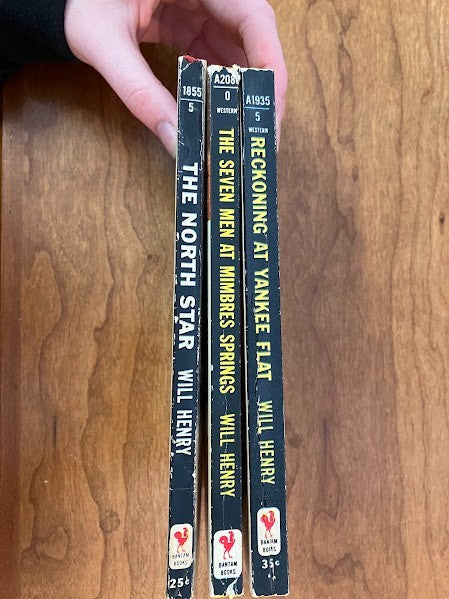 1855
5
THE NORTH STAR WILL HENRY
BANTAM
BOOKS
25¢
A208
0
WESTERN
THE SEVEN MEN AT MIMBRES SPRINGS WILL HENRY
BANTAM
BOOKS
A1935
5
WESTERN
RECKONING AT YANKEE FLAT WILL HENRY
BANTAM
BOOKS
35¢